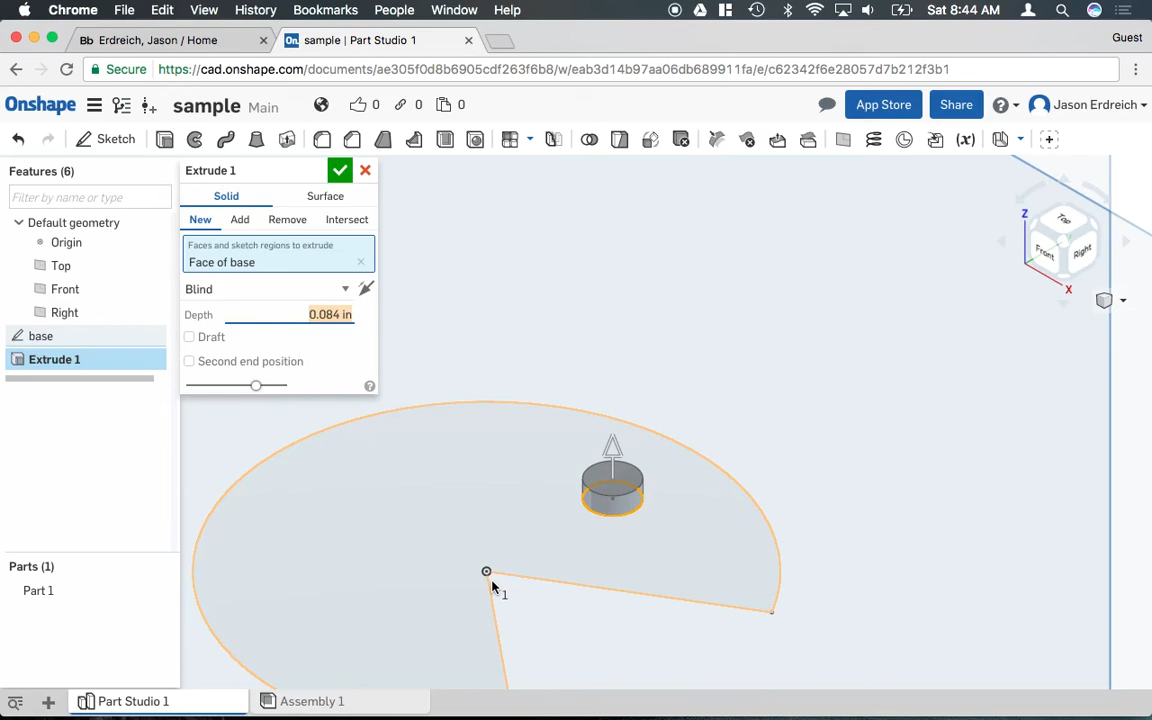 Chrome File Edit View History Bookmarks People Window Help Sat 8:44 AM
Bb Erdreich, Jason / Home
On sample | Part Studio 1
Guest
Secure https://cad.onshape.com/documents/ae305f0d8b6905cdf263f6b8/w/eab3d14b97aa06db689911fa/e/c62342f6e28057d7b212f3b1
Onshape sample Main 0 0 0 App Store Share Jason Erdreich
Sketch (x)
Features (6)
Filter by name or type
Default geometry
Origin
Top
Front
Right
base
Extrude 1
Extrude 1
Solid Surface
New Add Remove Intersect
Faces and sketch regions to extrude
Face of base
Blind
Depth 0.084 in
Draft
Second end position
Z
Top
Front Right
X
1
Parts (1)
Part 1
Part Studio 1 Assembly 1